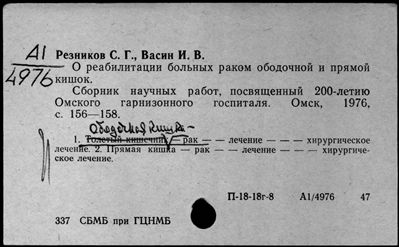 А1
4976
Резников С. Г., Васин И. В.
О реабилитации больных раком ободочной и прямой
кишок.
Сборник научных работ, посвященный 200-летию
Омского гарнизонного госпиталя. Омск, 1976,
с. 156—158.
Ободочная кишка —
1. Толстый кишечник — рак — — лечение — — — хирургическое
лечение. 2. Прямая кишка — рак — — лечение — — — хирургиче-
ское лечение.
П-18-18г-8 А1/4976 47
337 СБМБ при ГЦНМБ